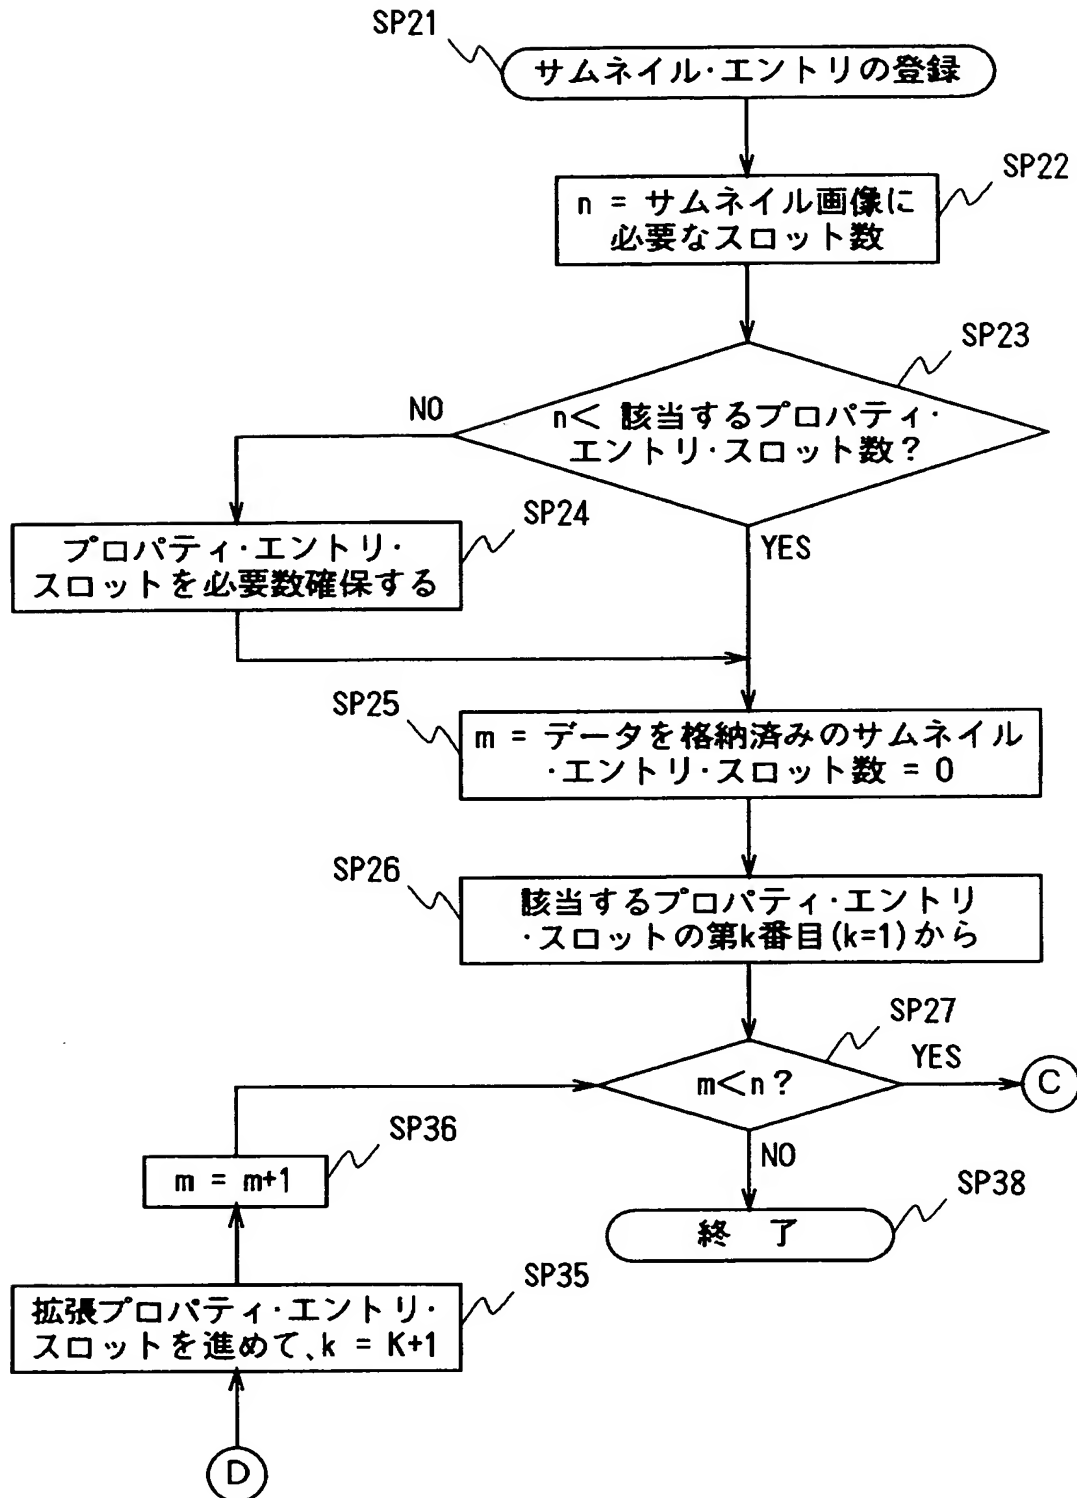 SP21
サムネイル・エントリの登録
SP22
n = サムネイル画像に
必要なスロット数
SP23
n< 該当するプロパティ・
エントリ・スロット数?
NO
YES
SP24
プロパティ・エントリ・
スロットを必要数確保する
SP25
m = データを格納済みのサムネイル
・エントリ・スロット数 = 0
SP26
該当するプロパティ・エントリ
・スロットの第k番目(k=1)から
SP27
m<n?
YES
C
NO
SP38
終 了
SP36
m = m+1
SP35
拡張プロパティ・エントリ・
スロットを進めて、k = K+1
D